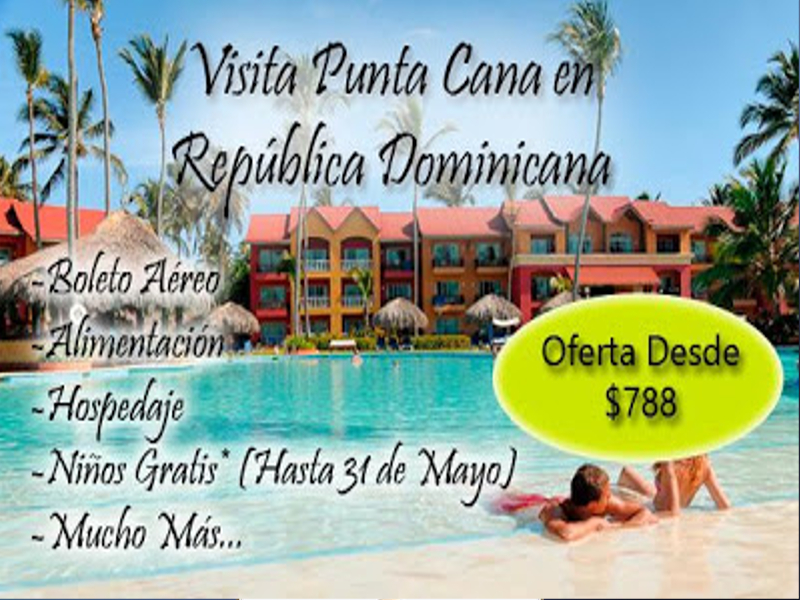 Visita Punta Cana en
República Dominicana
-Boleto Aéreo
-Alimentación
-Hospedaje
-Niños Gratis* (Hasta 31 de Mayo)
-Mucho Más...
Oferta Desde
$788